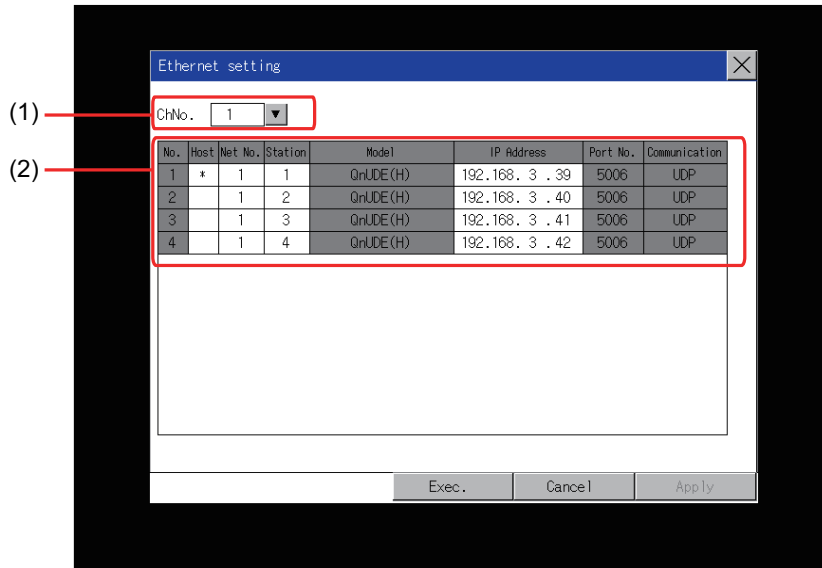 Ethernet setting
(1)
ChNo. 1 ▼
(2)
No. Host Net No. Station Model IP Address Port No. Communication
1 * 1 1 QnUDE(H) 192.168. 3 .39 5006 UDP
2 1 2 QnUDE(H) 192.168. 3 .40 5006 UDP
3 1 3 QnUDE(H) 192.168. 3 .41 5006 UDP
4 1 4 QnUDE(H) 192.168. 3 .42 5006 UDP
Exec. Cancel Apply